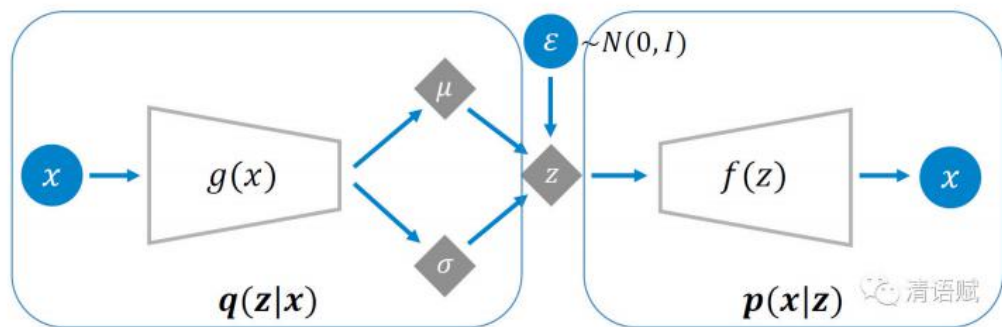 ε ~N(0, I)
μ
x
g(x)
z
f(z)
x
σ
q(z|x)
p(x|z)
清语赋